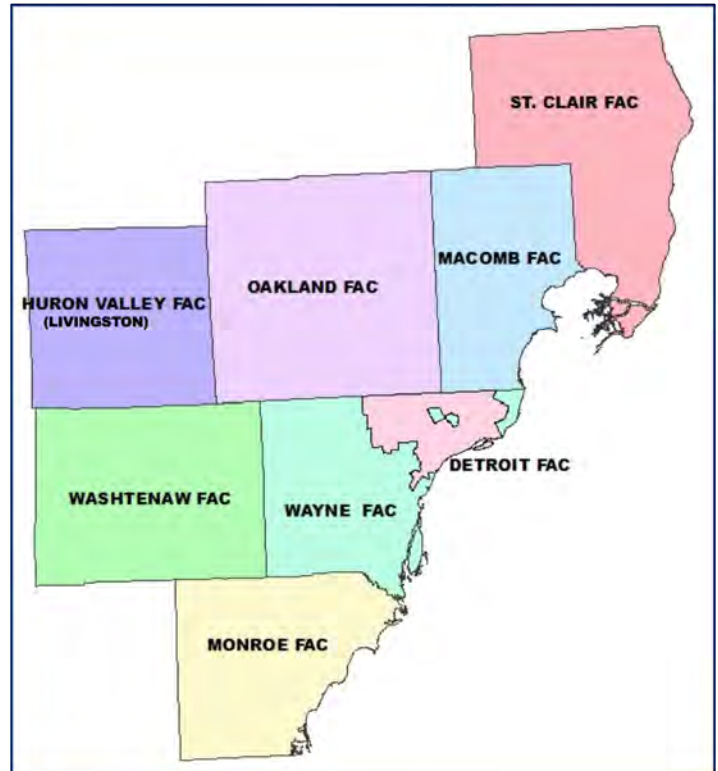 ST. CLAIR FAC
MACOMB FAC
OAKLAND FAC
HURON VALLEY FAC
(LIVINGSTON)
DETROIT FAC
WASHTENAW FAC
WAYNE FAC
MONROE FAC